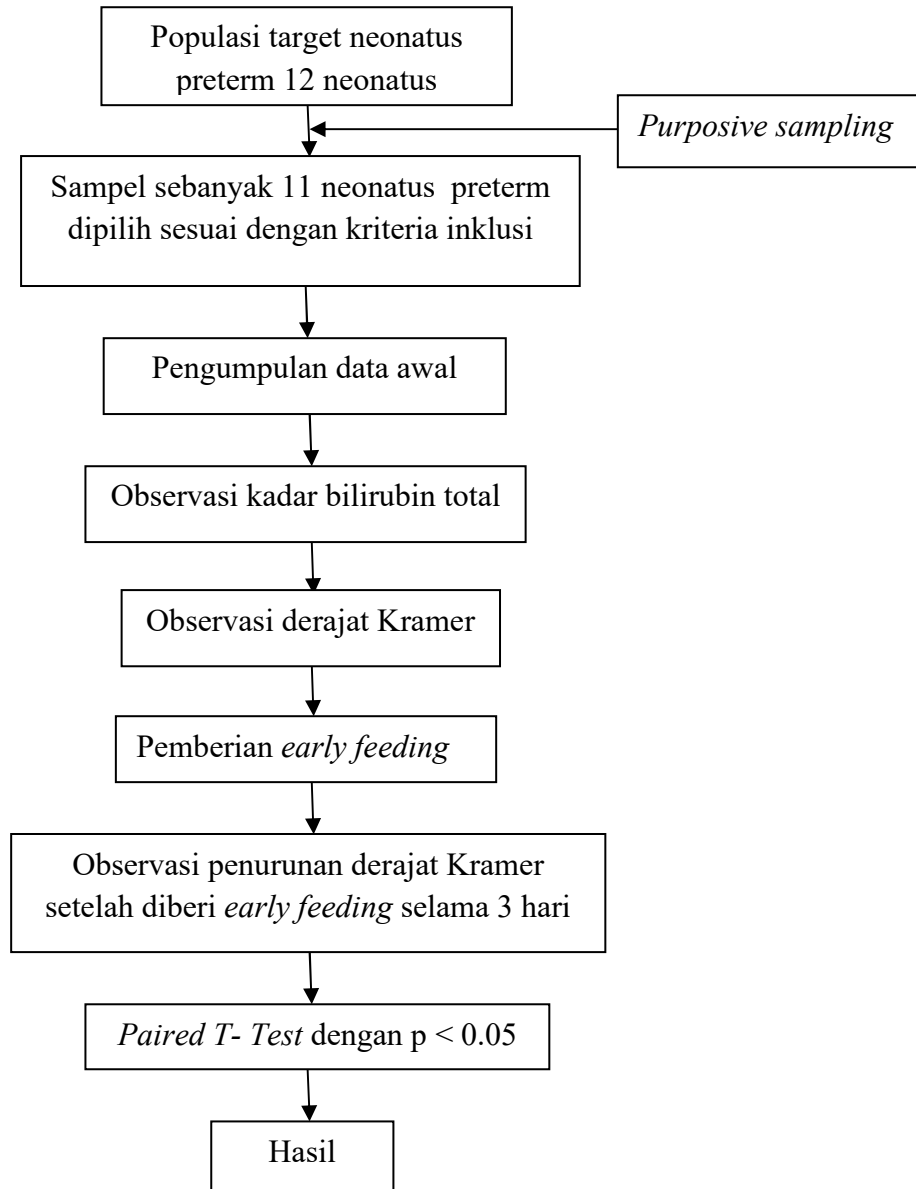 Populasi target neonatus
preterm 12 neonatus
Purposive sampling
Sampel sebanyak 11 neonatus preterm
dipilih sesuai dengan kriteria inklusi
Pengumpulan data awal
Observasi kadar bilirubin total
Observasi derajat Kramer
Pemberian early feeding
Observasi penurunan derajat Kramer
setelah diberi early feeding selama 3 hari
Paired T- Test dengan p < 0.05
Hasil